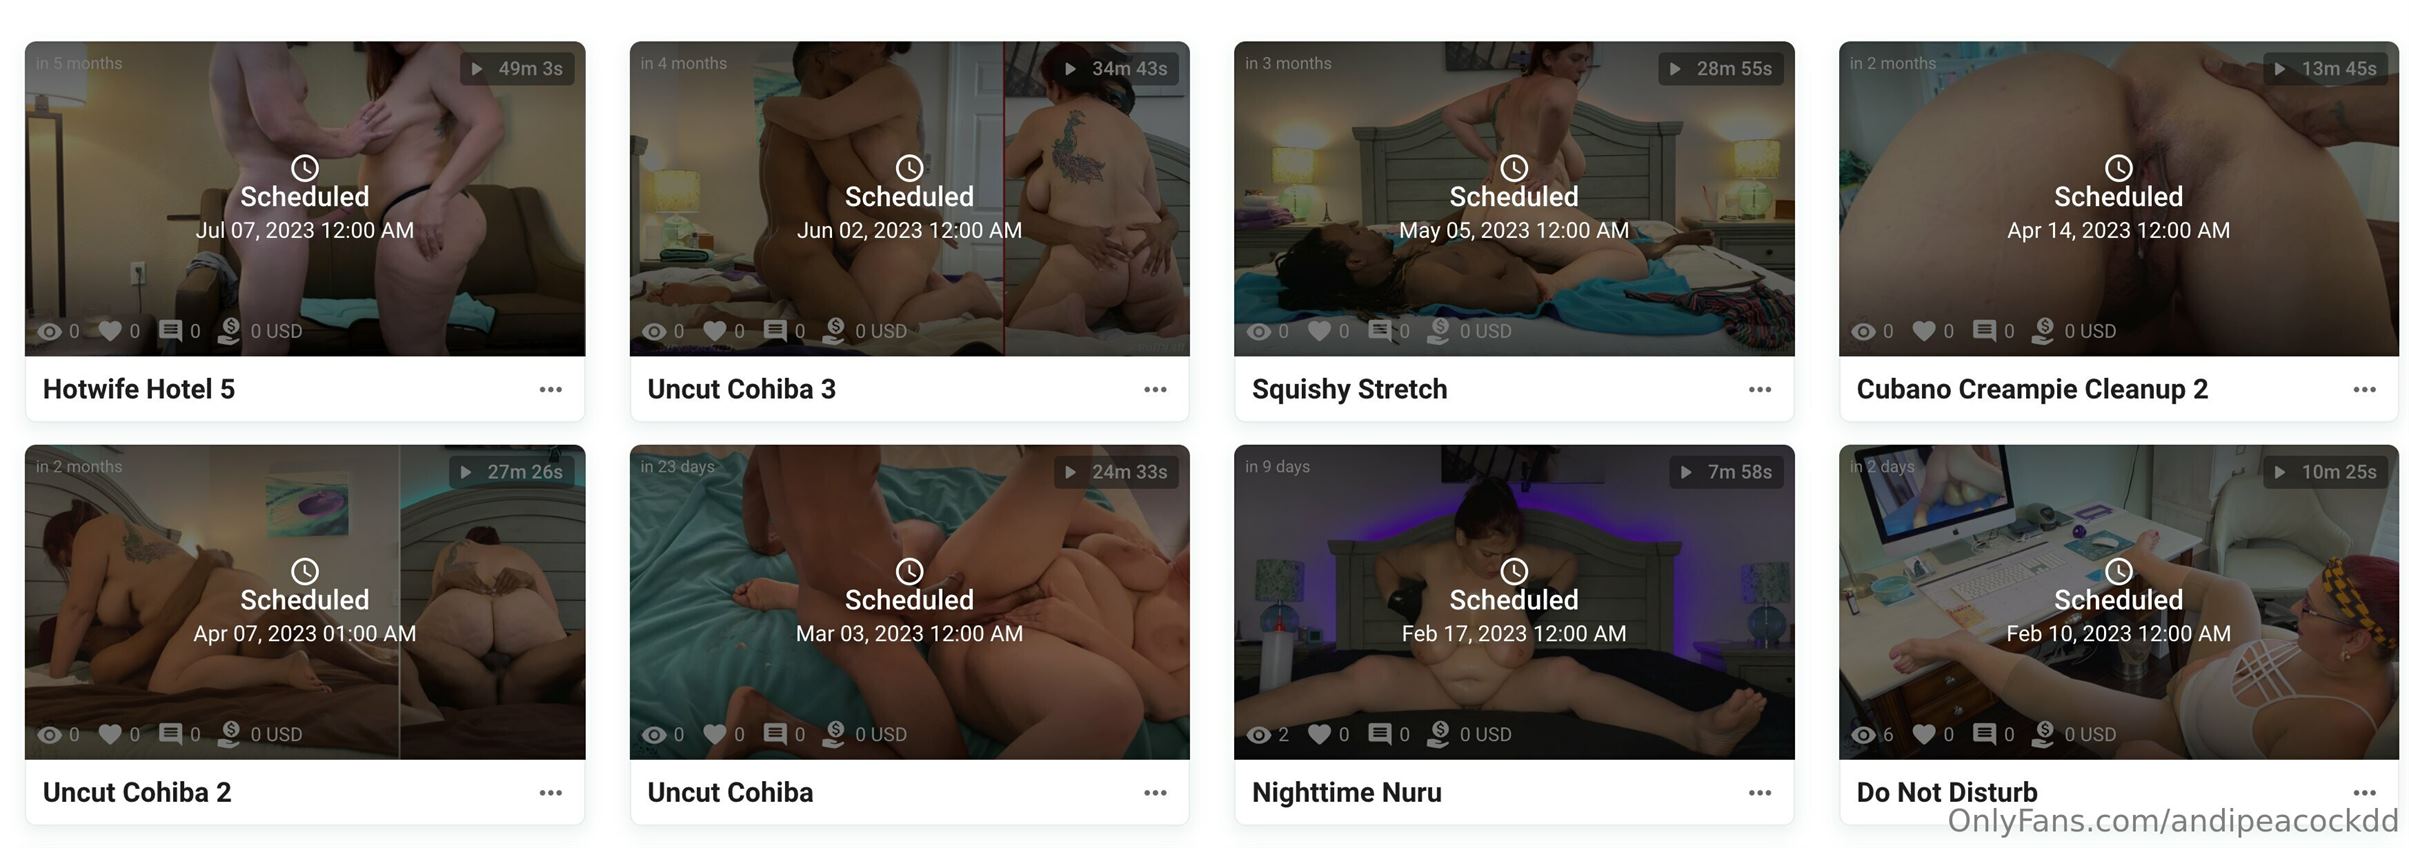 in 5 months
49m 3s
Scheduled
Jul 07, 2023 12:00 AM
0 0 0 0 USD
Hotwife Hotel 5
in 4 months
34m 43s
Scheduled
Jun 02, 2023 12:00 AM
0 0 0 0 USD
Uncut Cohiba 3
in 3 months
28m 55s
Scheduled
May 05, 2023 12:00 AM
0 0 0 0 USD
Squishy Stretch
in 2 months
13m 45s
Scheduled
Apr 14, 2023 12:00 AM
0 0 0 0 USD
Cubano Creampie Cleanup 2
in 2 months
27m 26s
Scheduled
Apr 07, 2023 01:00 AM
0 0 0 0 USD
Uncut Cohiba 2
in 23 days
24m 33s
Scheduled
Mar 03, 2023 12:00 AM
0 0 0 0 USD
Uncut Cohiba
in 9 days
7m 58s
Scheduled
Feb 17, 2023 12:00 AM
2 0 0 0 USD
Nighttime Nuru
in 2 days
10m 25s
Scheduled
Feb 10, 2023 12:00 AM
6 0 0 0 USD
Do Not Disturb
OnlyFans.com/andipeacockdd